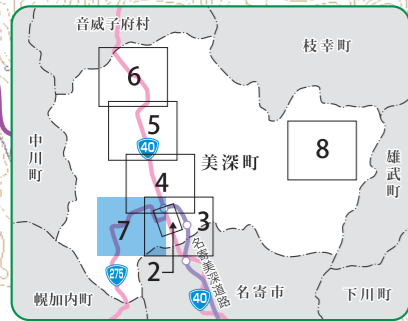 音威子府村
枝幸町
6
中川町
5
40
美深町
8
雄武町
4
7
3
2
名寄美深道路
275
40
幌加内町
名寄市
下川町